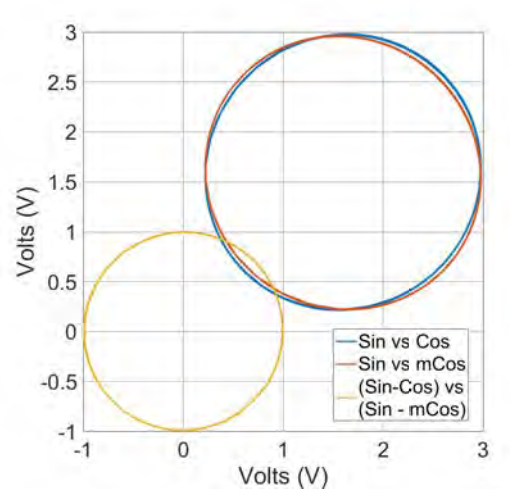 3
2.5
2
1.5
1
0.5
0
-0.5
-1
Volts (V)
-1
0
1
2
3
Volts (V)
Sin vs Cos
Sin vs mCos
(Sin-Cos) vs
(Sin - mCos)